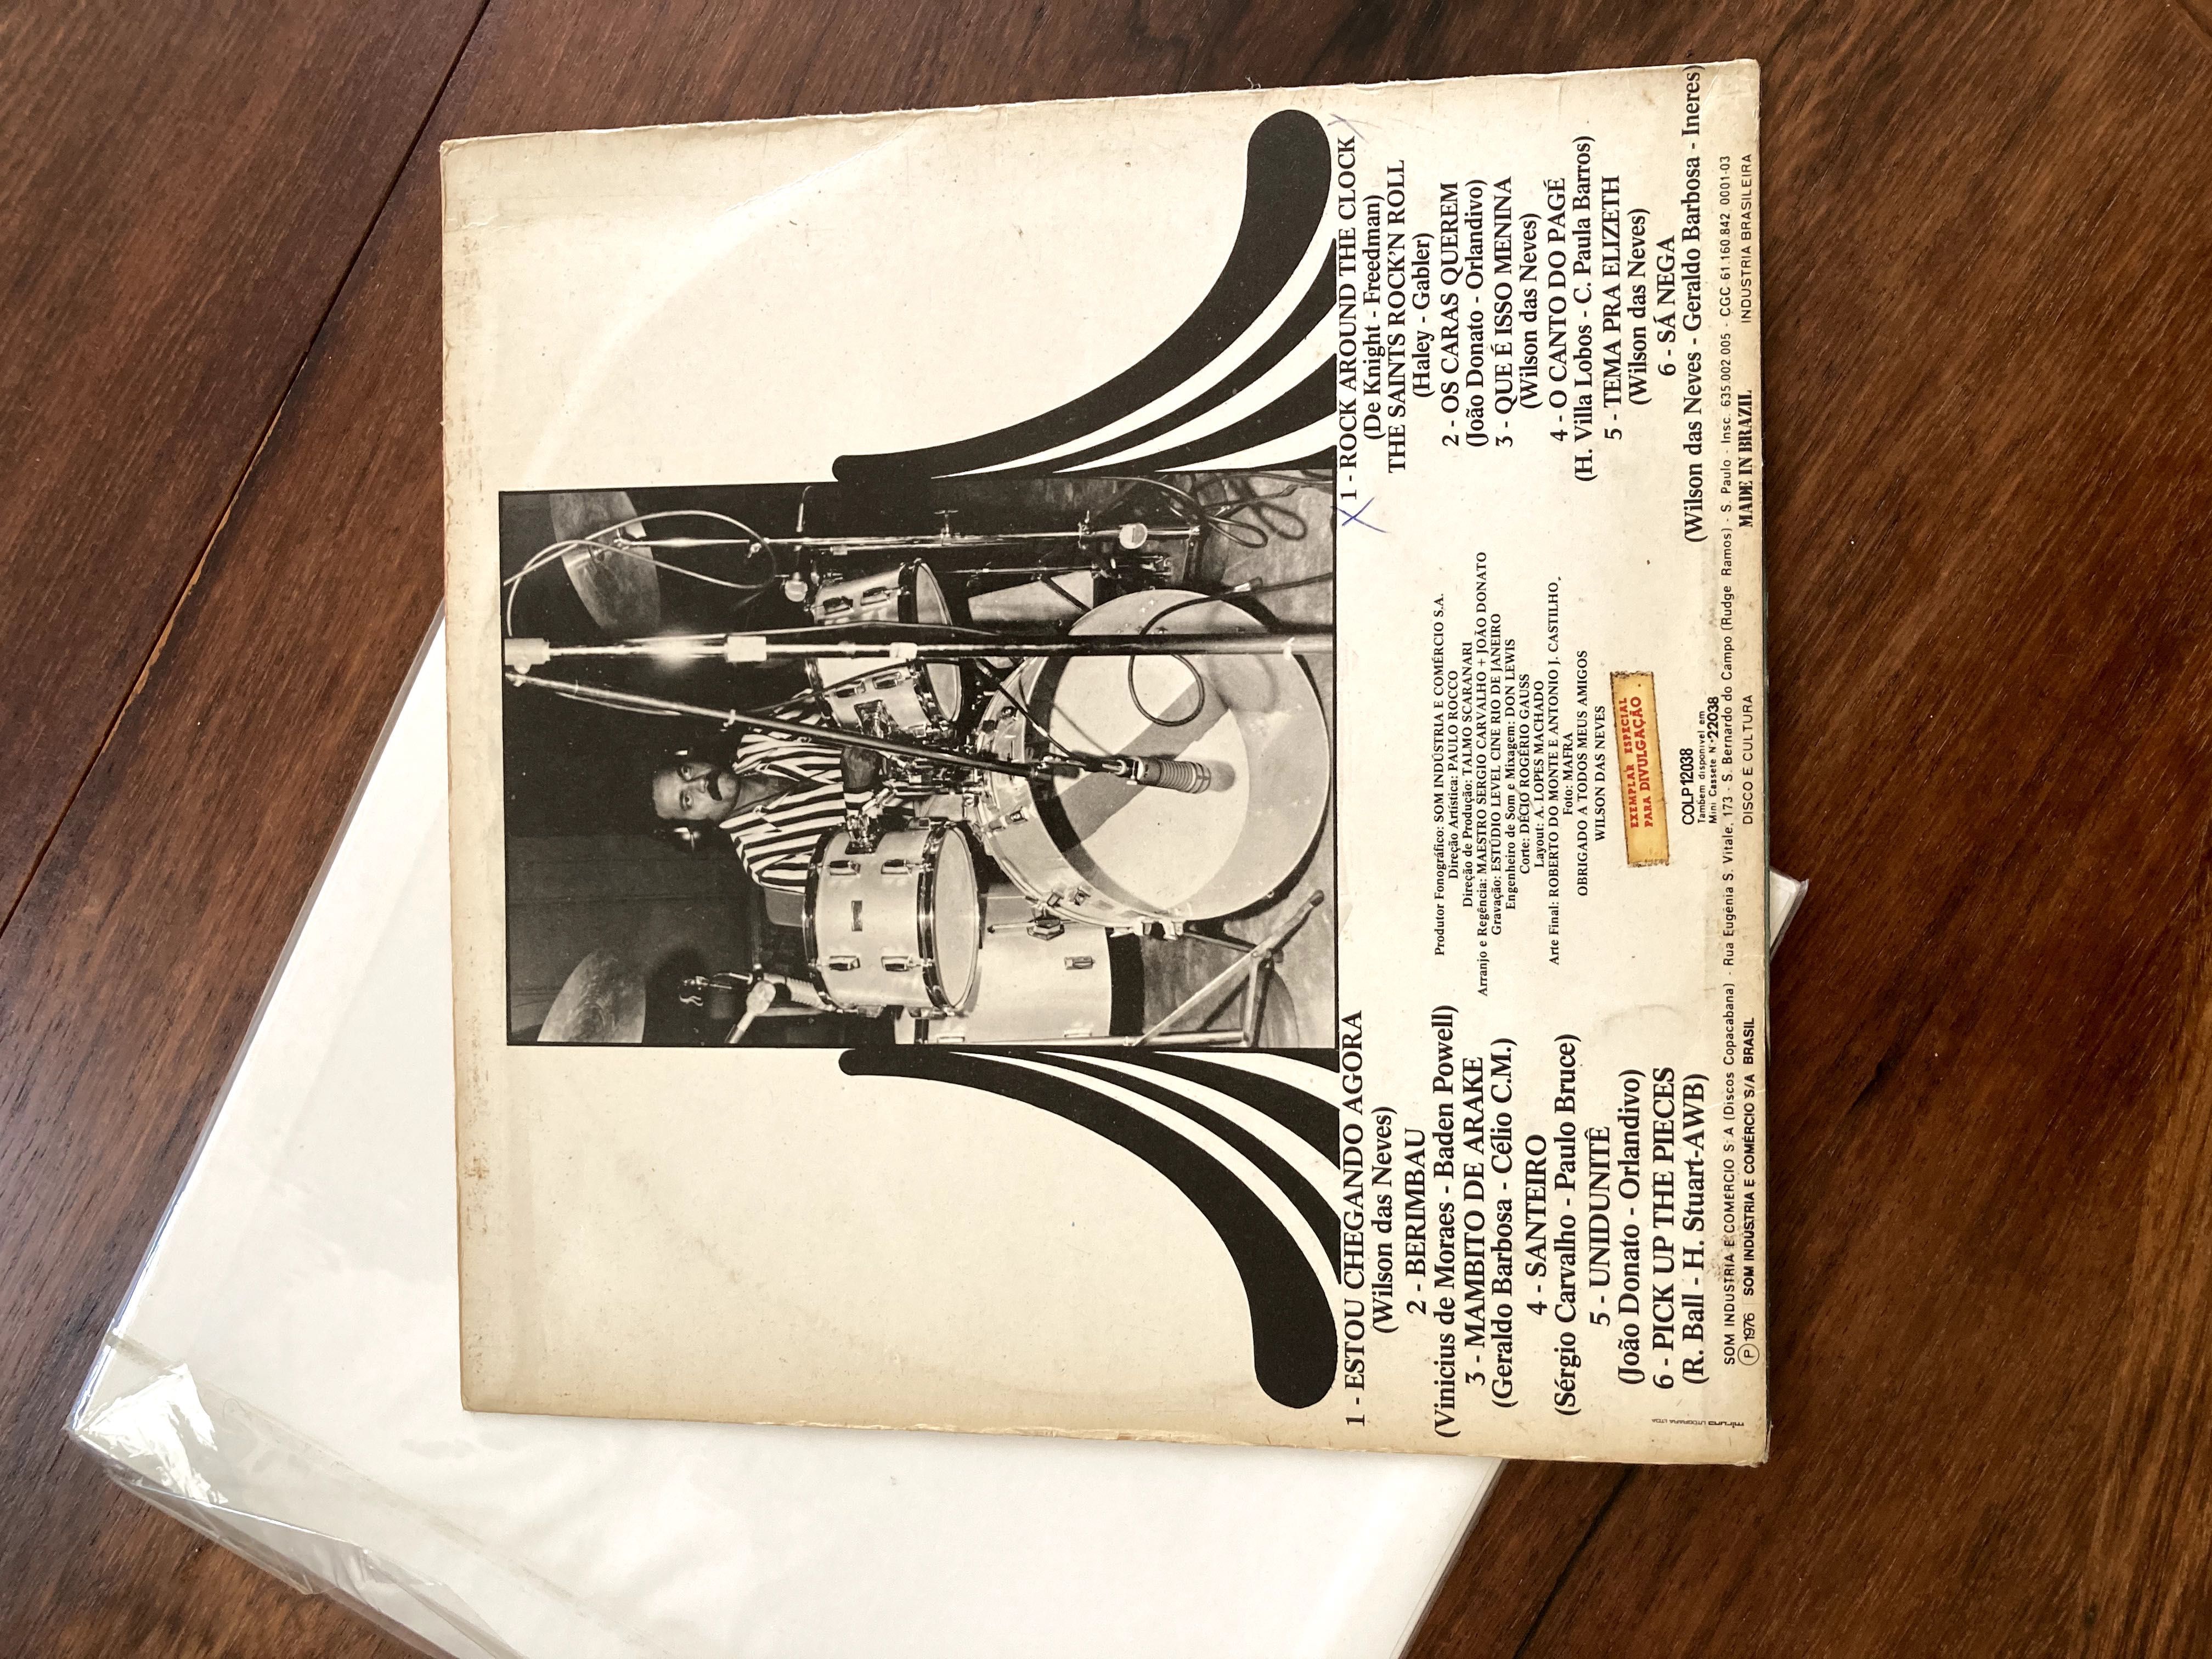 1 - ESTOU CHEGANDO AGORA
(Wilson das Neves)
2 - BERIMBAU
(Vinicius de Moraes - Baden Powell)
3 - MAMBITO DE ARAKE
(Geraldo Barbosa - Célio C.M.)
4 - SANTEIRO
(Sérgio Carvalho - Paulo Bruce)
5 - UNIDUNITÊ
(João Donato - Orlandivo)
6 - PICK UP THE PIECES
(R. Ball - H. Stuart-AWB)
Produtor Fonográfico: SOM INDÚSTRIA E COMÉRCIO S.A.
Direção Artística: PAULO ROCCO
Direção de Produção: TALMO SCARANARI
Arranjo e Regência: MAESTRO SERGIO CARVALHO + JOÃO DONATO
Gravação: ESTÚDIO LEVEL CINE RIO DE JANEIRO
Engenheiro de Som e Mixagem: DON LEWIS
Corte: DÉCIO ROGÉRIO GAUSS
Layout: A. LOPES MACHADO
Arte Final: ROBERTO DO MONTE E ANTONIO J. CASTILHO
Foto: MAFRA
OBRIGADO A TODOS MEUS AMIGOS
WILSON DAS NEVES
EXEMPLAR ESPECIAL
PARA DIVULGAÇÃO
COLP 12038
Tambem disponivel em
Mini Cassete Nº 22038
1 - ROCK AROUND THE CLOCK
(De Knight - Freedman)
THE SAINTS ROCK'N ROLL
(Haley - Gabler)
2 - OS CARAS QUEREM
(João Donato - Orlandivo)
3 - QUE É ISSO MENINA
(Wilson das Neves)
4 - O CANTO DO PAGÉ
(H. Villa Lobos - C. Paula Barros)
5 - TEMA PRA ELIZETH
(Wilson das Neves)
6 - SÁ NEGA
(Wilson das Neves - Geraldo Barbosa - Ineres)
SOM INDUSTRIA E COMÉRCIO S. A (Discos Copacabana) - Rua Eugênia S. Vitale, 173 - S. Bernardo do Campo (Rudge Ramos) - S. Paulo - Insc. 635.002.005 - CGC 61.160.842. 0001-03
Ⓟ 1976 SOM INDÚSTRIA E COMÉRCIO S/A BRASIL DISCO E CULTURA MADE IN BRAZIL INDUSTRIA BRASILEIRA